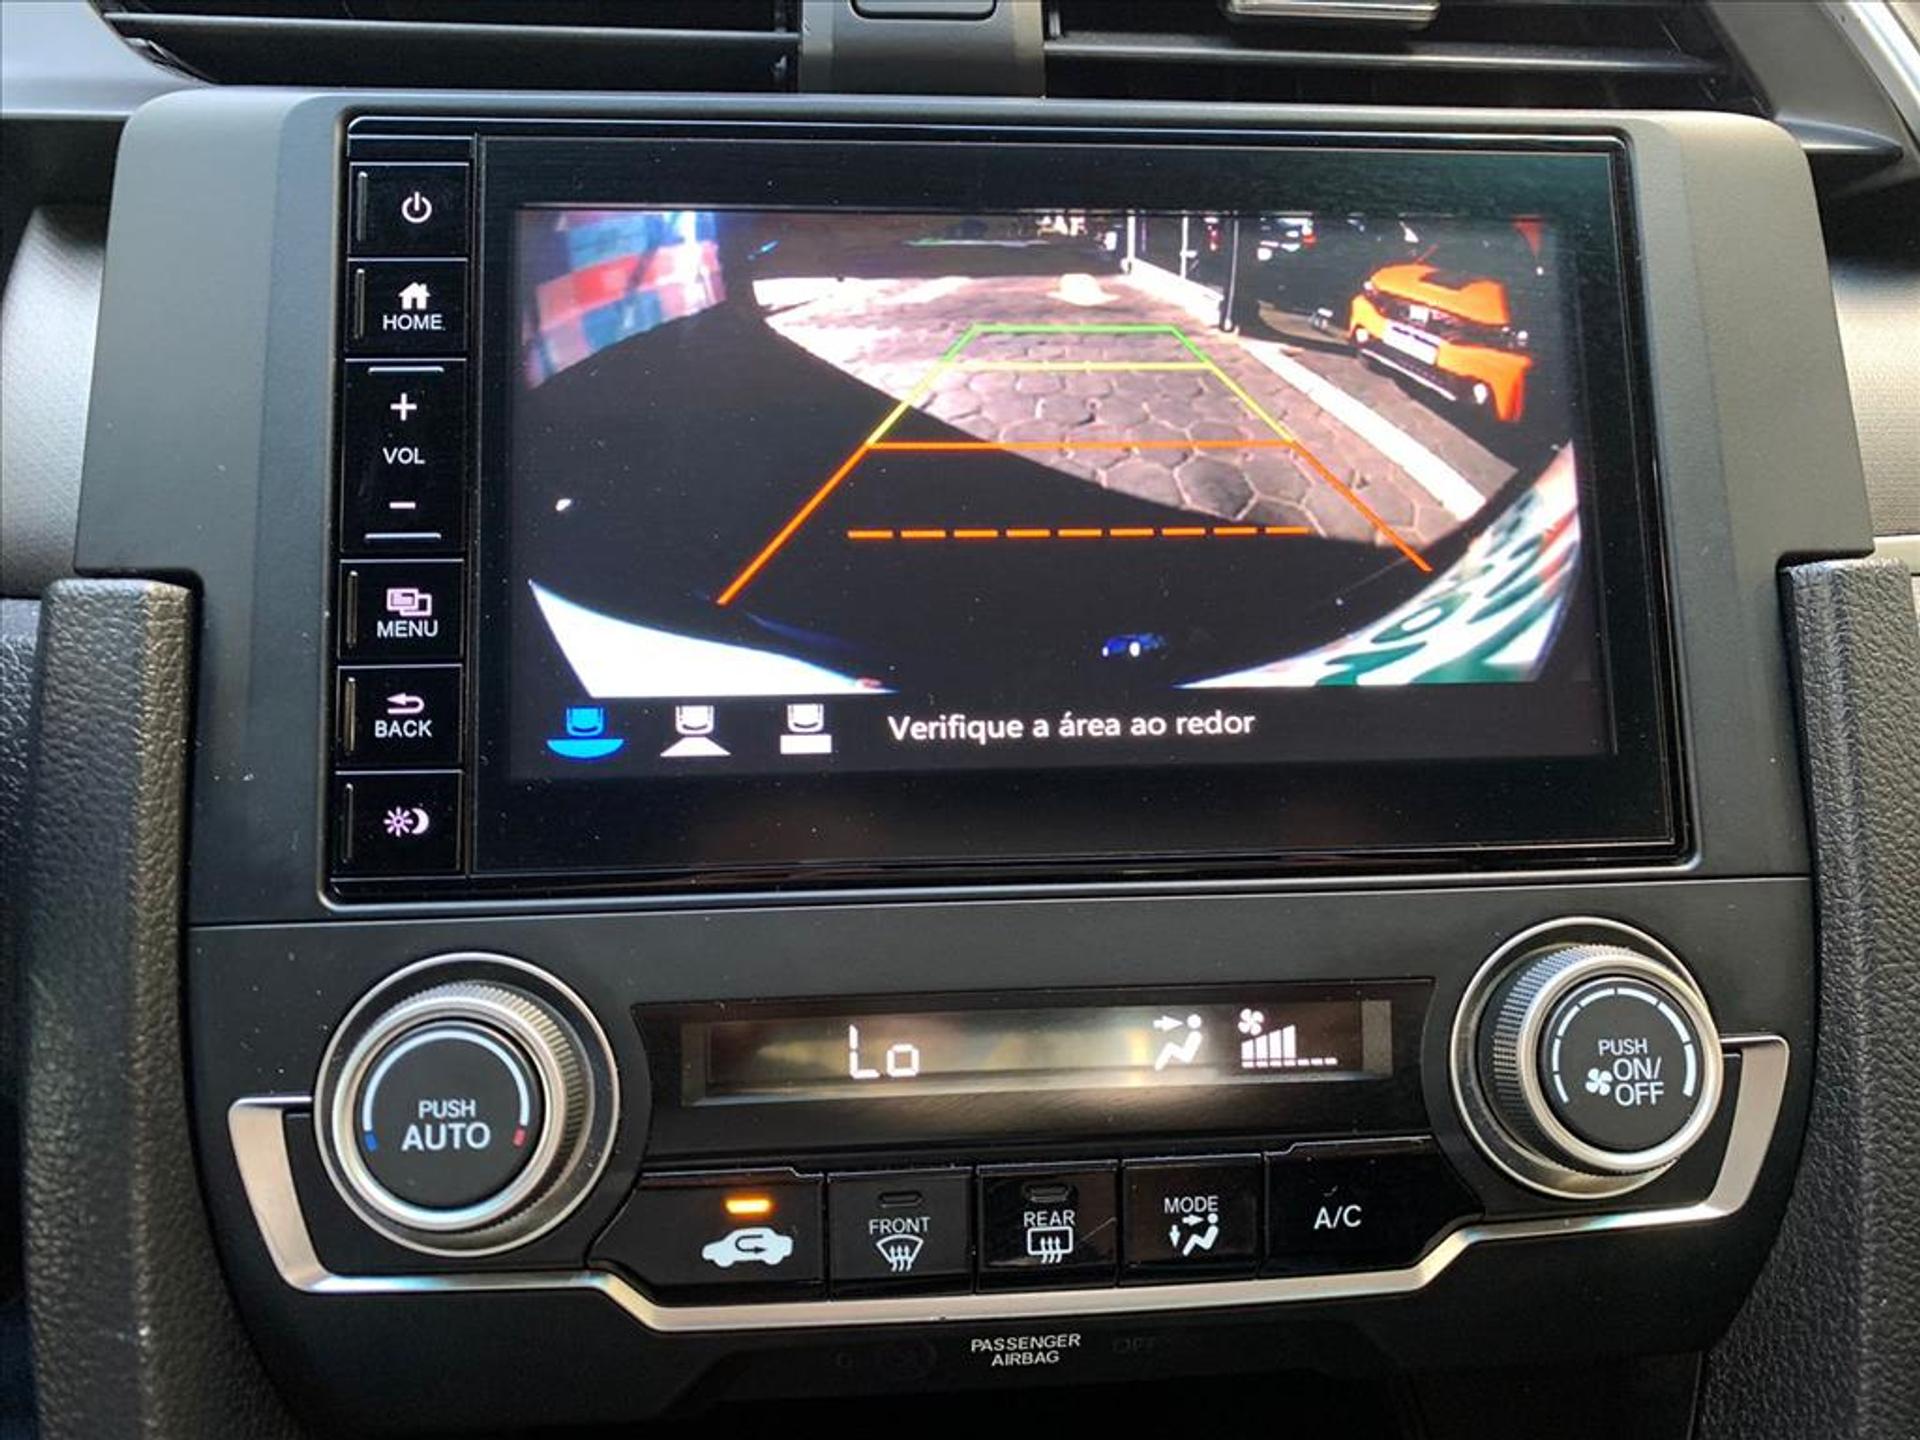 HOME
+
VOL
-
MENU
BACK
Verifique a área ao redor
Lo
PUSH
AUTO
PUSH
ON/
OFF
FRONT
REAR
MODE
A/C
PASSENGER
AIRBAG
OFF